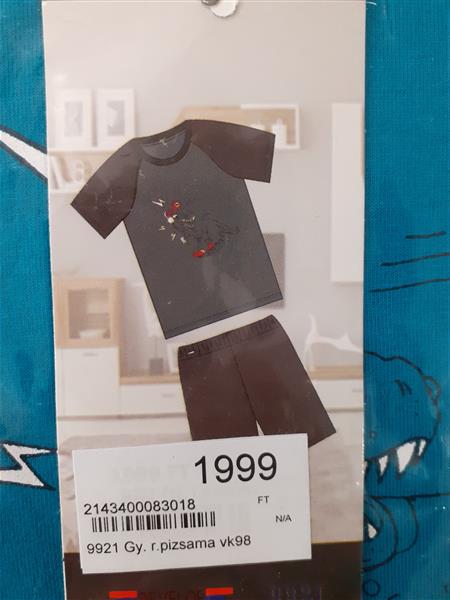 1999
2143400083018
FT
N/A
9921 Gy. r.pizsama vk98